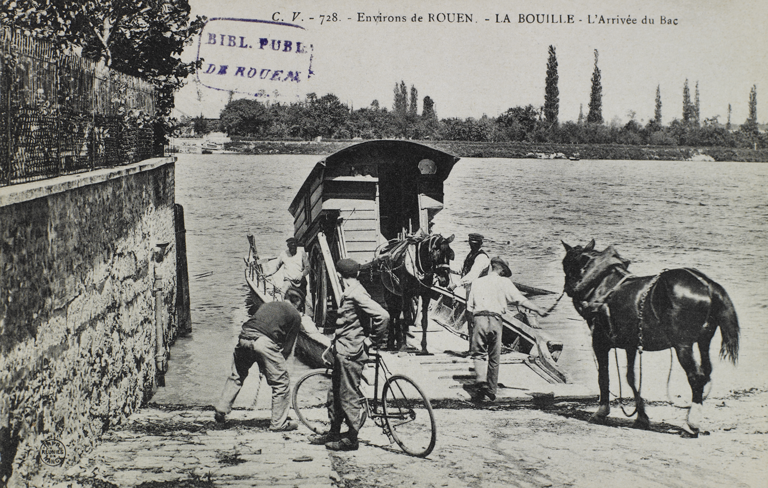 C. V. - 728. - Environs de ROUEN. - LA BOUILLE - L'Arrivée du Bac
BIBL. PUBL.
DE ROUEN